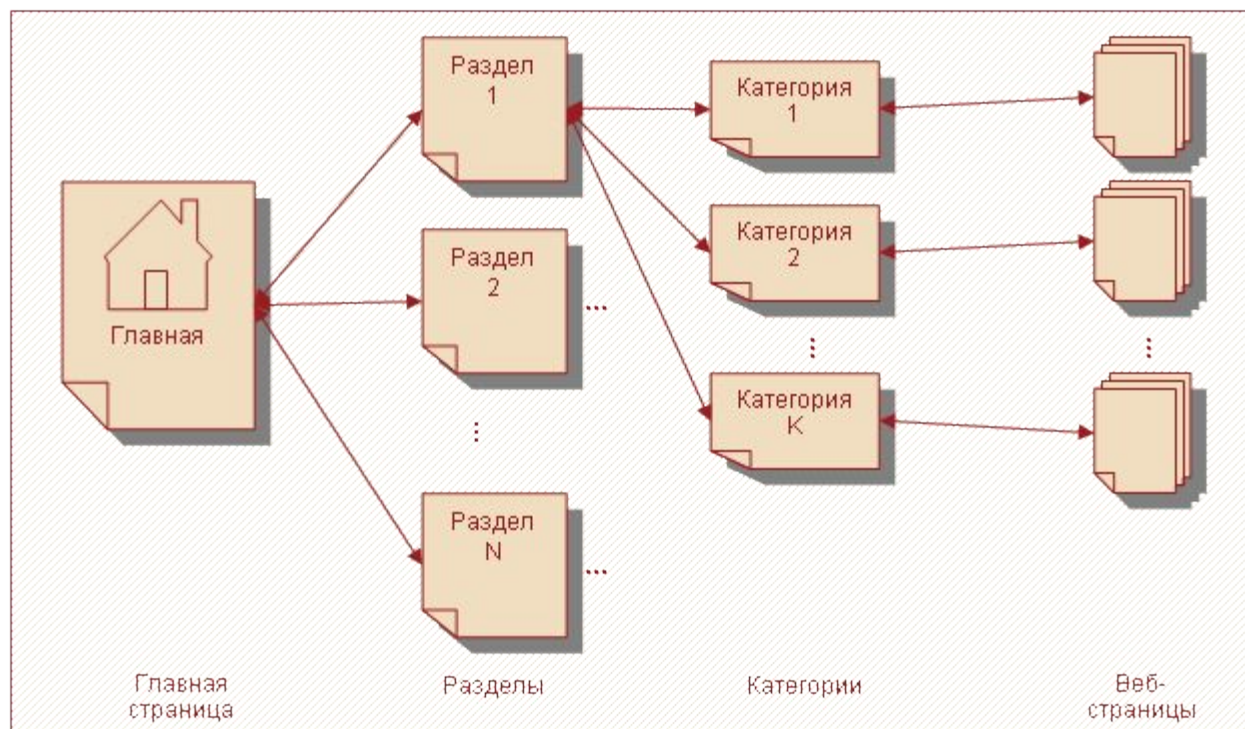 Раздел
1
Категория
1
Категория
2
Главная
Раздел
2
...
...
...
Категория
K
...
Раздел
N
...
Главная
страница
Разделы
Категории
Веб-
страницы